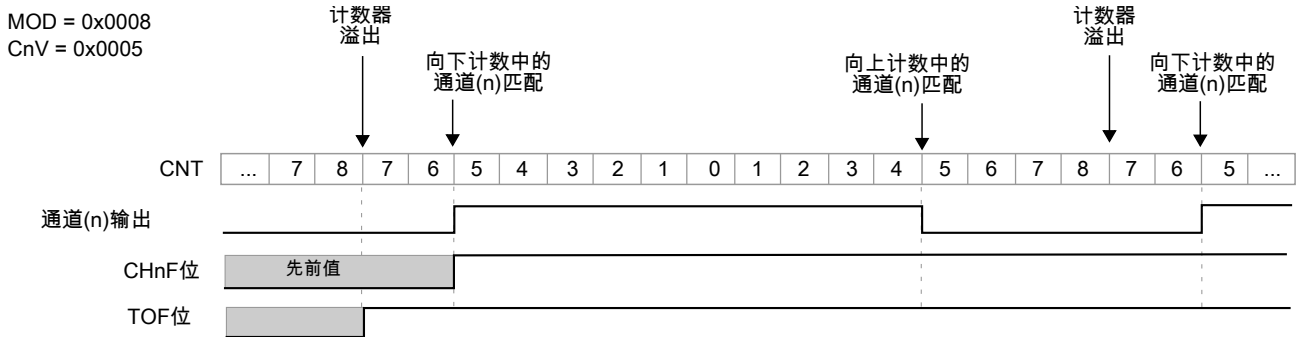 MOD = 0x0008
CnV = 0x0005
计数器
溢出
向下计数中的
通道(n)匹配
向上计数中的
通道(n)匹配
计数器
溢出
向下计数中的
通道(n)匹配
CNT ... 7 8 7 6 5 4 3 2 1 0 1 2 3 4 5 6 7 8 7 6 5 ...
通道(n)输出
CHnF位 先前值
TOF位